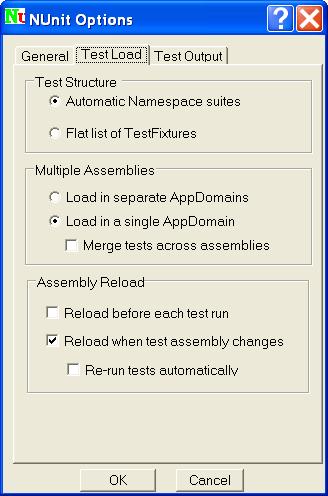 Nu NUnit Options ?
General Test Load Test Output
Test Structure
Automatic Namespace suites
Flat list of TestFixtures
Multiple Assemblies
Load in separate AppDomains
Load in a single AppDomain
Merge tests across assemblies
Assembly Reload
Reload before each test run
Reload when test assembly changes
Re-run tests automatically
OK Cancel